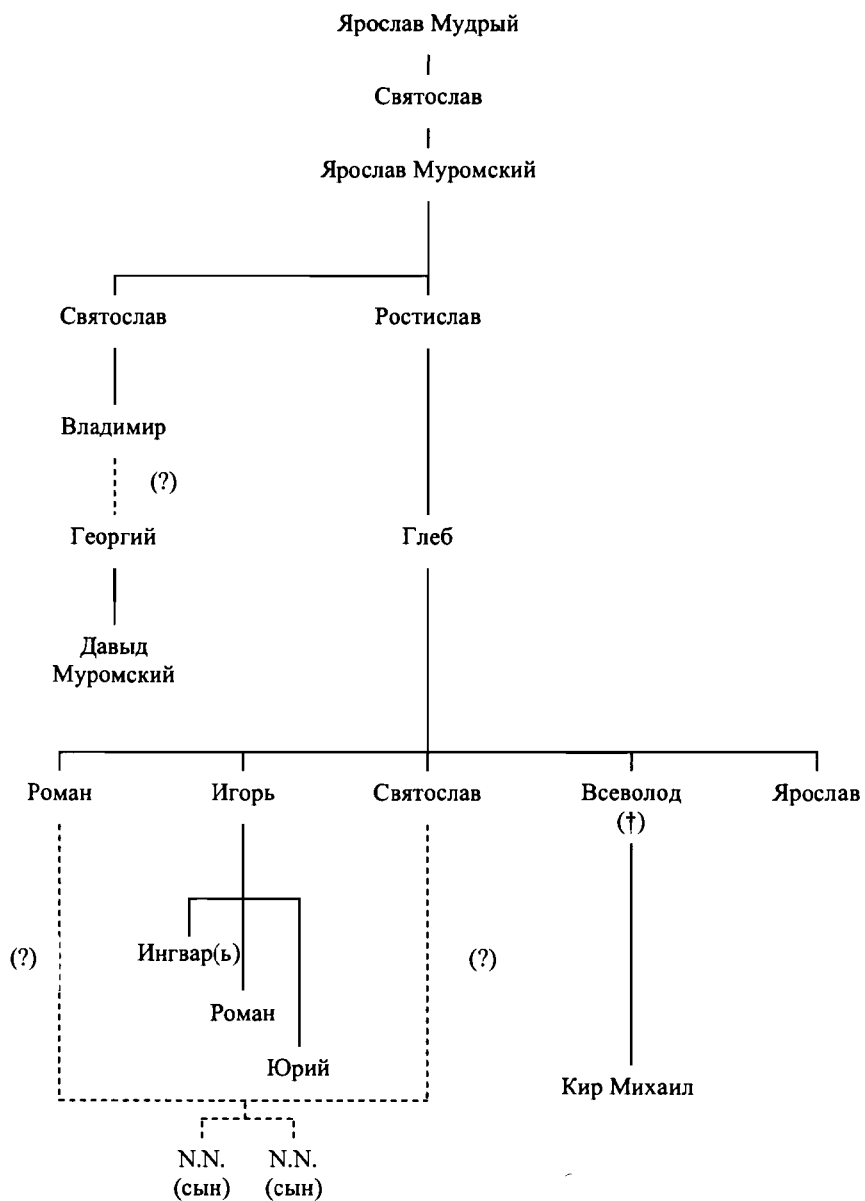 Ярослав Мудрый
Святослав
Ярослав Муромский
Святослав Ростислав
Владимир
(?)
Георгий Глеб
Давыд
Муромский
Роман Игорь Святослав Всеволод Ярослав
(†)
(?) Ингвар(ь) (?)
Роман
Юрий
Кир Михаил
N.N. N.N.
(сын) (сын)